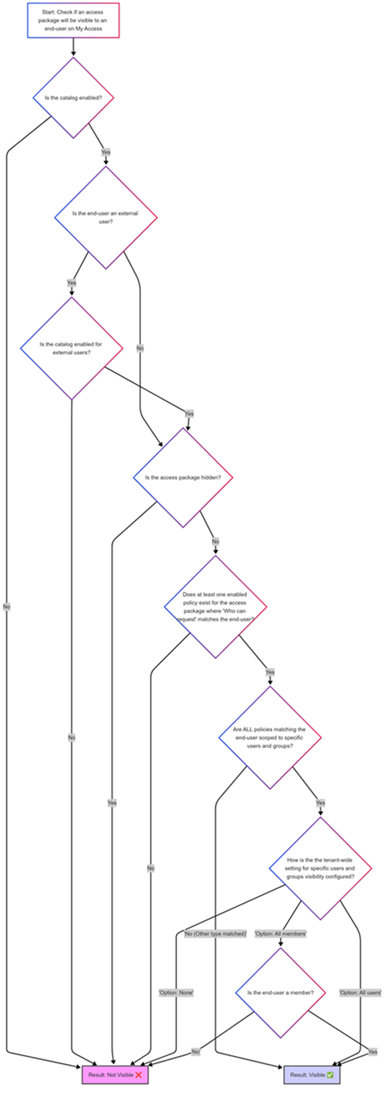 Start: Check if an access
package will be visible to an
end-user on My Access
Is the catalog enabled?
Yes
Is the end-user an external
user?
Yes
No
Is the catalog enabled for
external users?
Yes
Is the access package hidden?
No
Does at least one enabled
policy exist for the access
package where 'Who can
request' matches the end-user?
No
Yes
Are ALL policies matching the
end-user scoped to specific
users and groups?
No
Yes
Yes
How is the the tenant-wide
setting for specific users and
groups visibility configured?
No
'No (Other type matched)'
'Option: All members'
'Option: None'
Is the end-user a member?
'Option: All users'
No
Yes
Result: Not Visible ❌
Result: Visible ✅